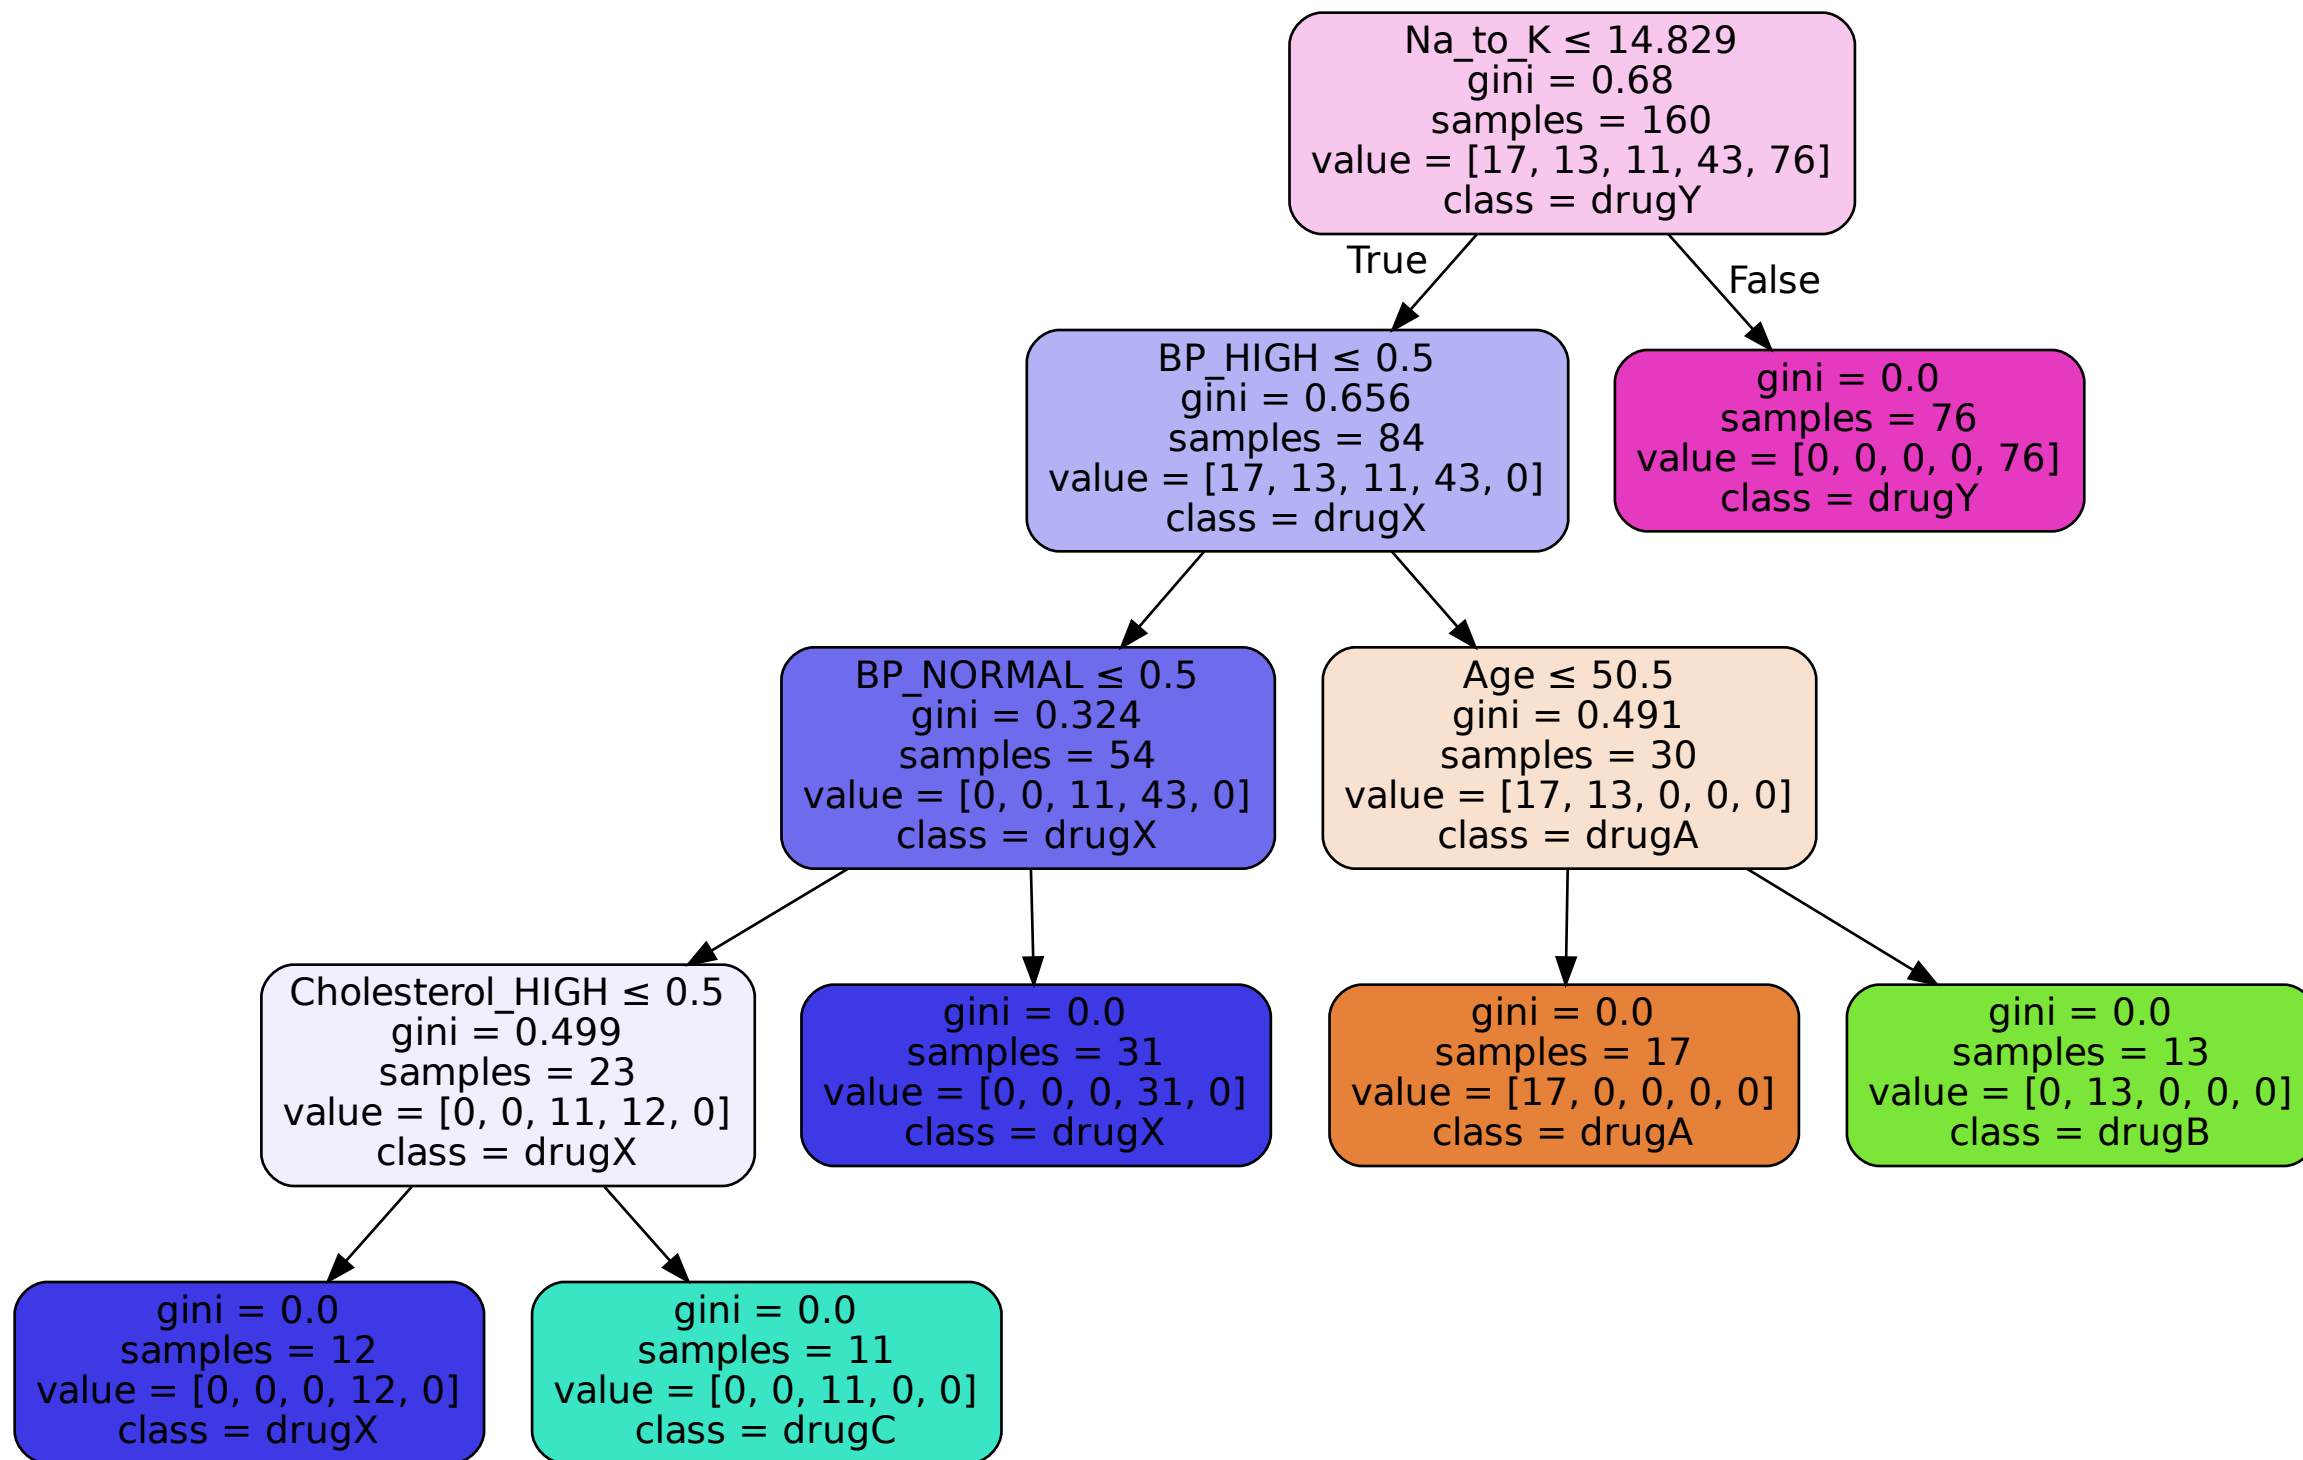 Na_to_K ≤ 14.829
gini = 0.68
samples = 160
value = [17, 13, 11, 43, 76]
class = drugY
True
False
BP_HIGH ≤ 0.5
gini = 0.656
samples = 84
value = [17, 13, 11, 43, 0]
class = drugX
gini = 0.0
samples = 76
value = [0, 0, 0, 0, 76]
class = drugY
BP_NORMAL ≤ 0.5
gini = 0.324
samples = 54
value = [0, 0, 11, 43, 0]
class = drugX
Age ≤ 50.5
gini = 0.491
samples = 30
value = [17, 13, 0, 0, 0]
class = drugA
Cholesterol_HIGH ≤ 0.5
gini = 0.499
samples = 23
value = [0, 0, 11, 12, 0]
class = drugX
gini = 0.0
samples = 31
value = [0, 0, 0, 31, 0]
class = drugX
gini = 0.0
samples = 17
value = [17, 0, 0, 0, 0]
class = drugA
gini = 0.0
samples = 13
value = [0, 13, 0, 0, 0]
class = drugB
gini = 0.0
samples = 12
value = [0, 0, 0, 12, 0]
class = drugX
gini = 0.0
samples = 11
value = [0, 0, 11, 0, 0]
class = drugC